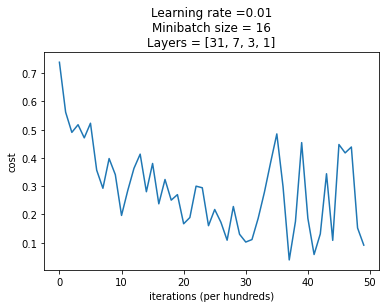 Learning rate =0.01
Minibatch size = 16
Layers = [31, 7, 3, 1]
0.7
0.6
0.5
0.4
0.3
0.2
0.1
cost
0 10 20 30 40 50
iterations (per hundreds)